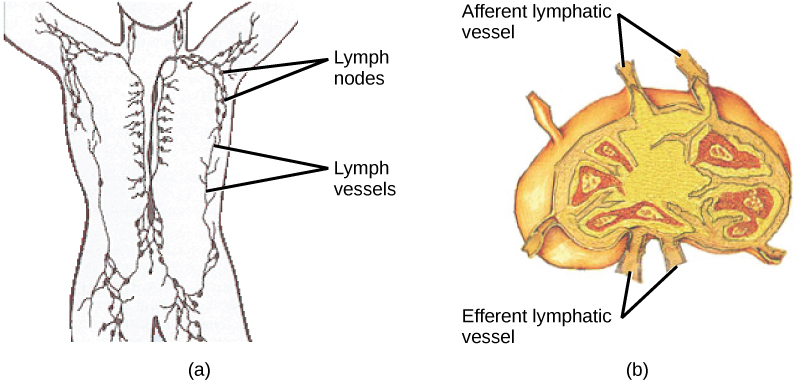 Lymph
nodes
Lymph
vessels
(a)
Afferent lymphatic
vessel
Efferent lymphatic
vessel
(b)